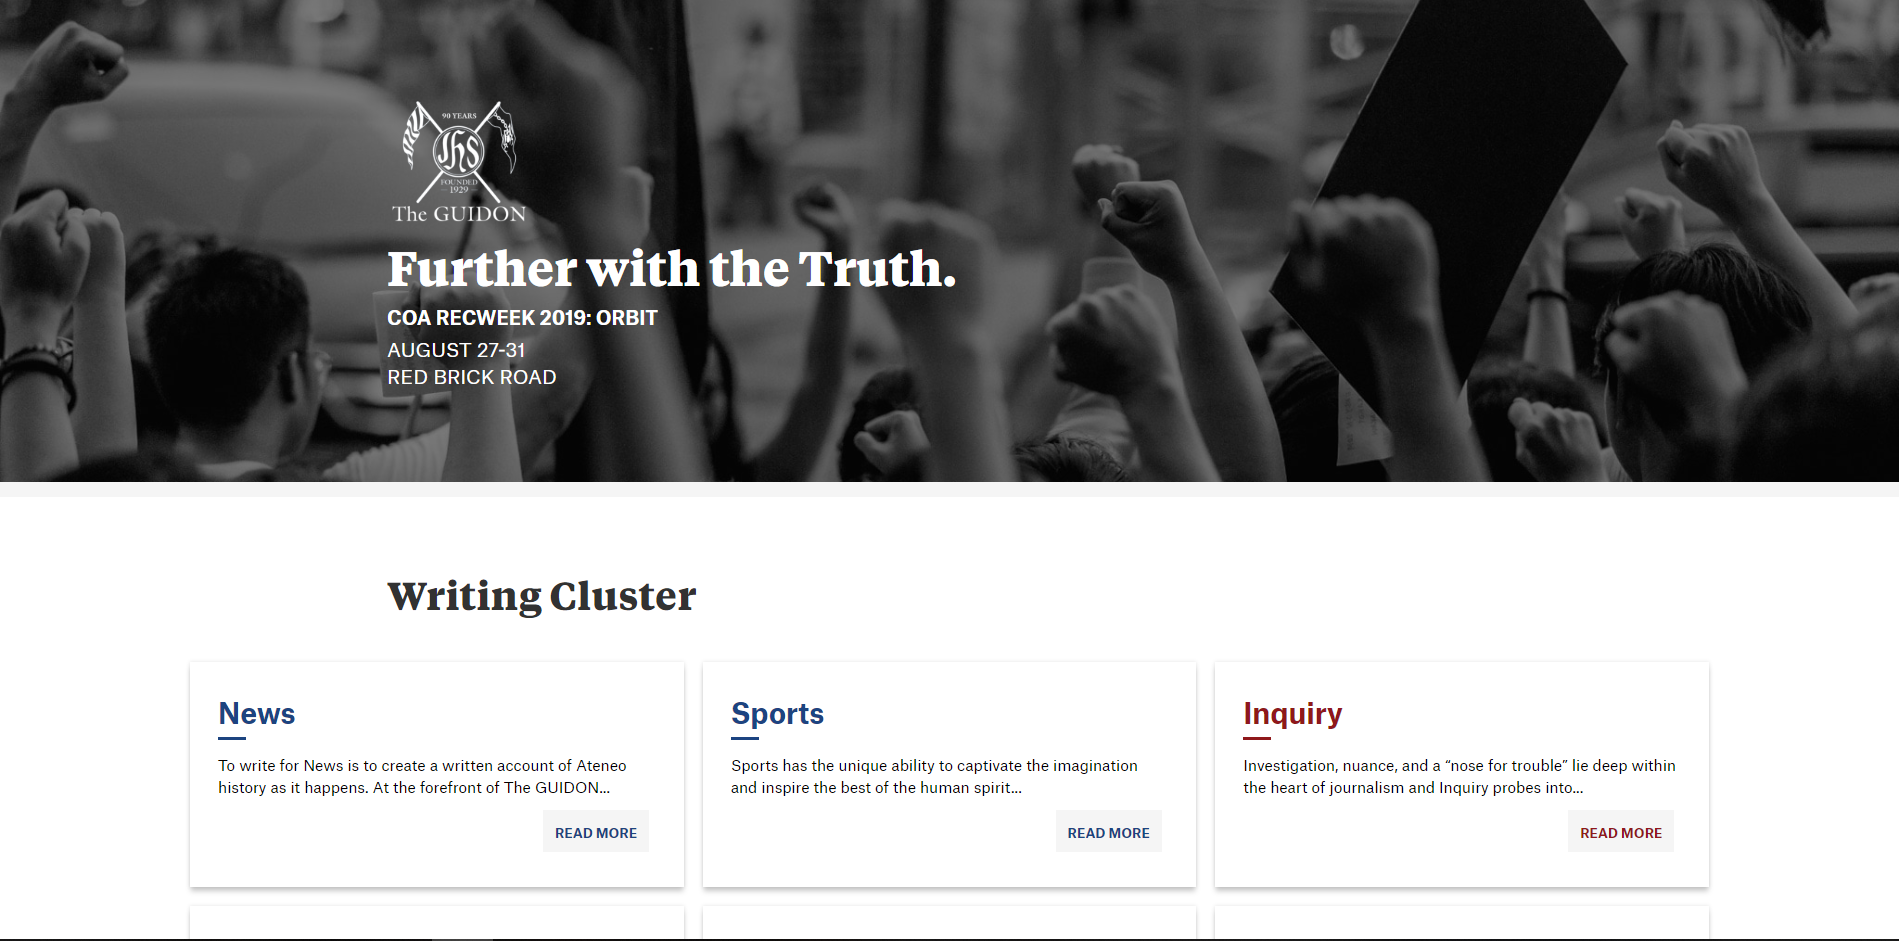 90 YEARS
JhS
FOUNDED
1929
The GUIDON
Further with the Truth.
COA RECWEEK 2019: ORBIT
AUGUST 27-31
RED BRICK ROAD
Writing Cluster
News
To write for News is to create a written account of Ateneo
history as it happens. At the forefront of The GUIDON...
READ MORE
Sports
Sports has the unique ability to captivate the imagination
and inspire the best of the human spirit...
READ MORE
Inquiry
Investigation, nuance, and a “nose for trouble” lie deep within
the heart of journalism and Inquiry probes into...
READ MORE